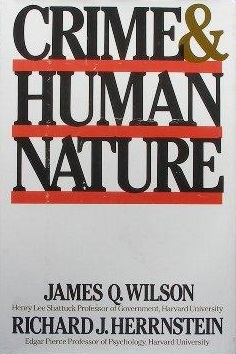 CRIME &
HUMAN
NATURE
JAMES Q. WILSON
Henry Lee Shattuck Professor of Government, Harvard University
RICHARD J. HERRNSTEIN
Edgar Pierce Professor of Psychology, Harvard University